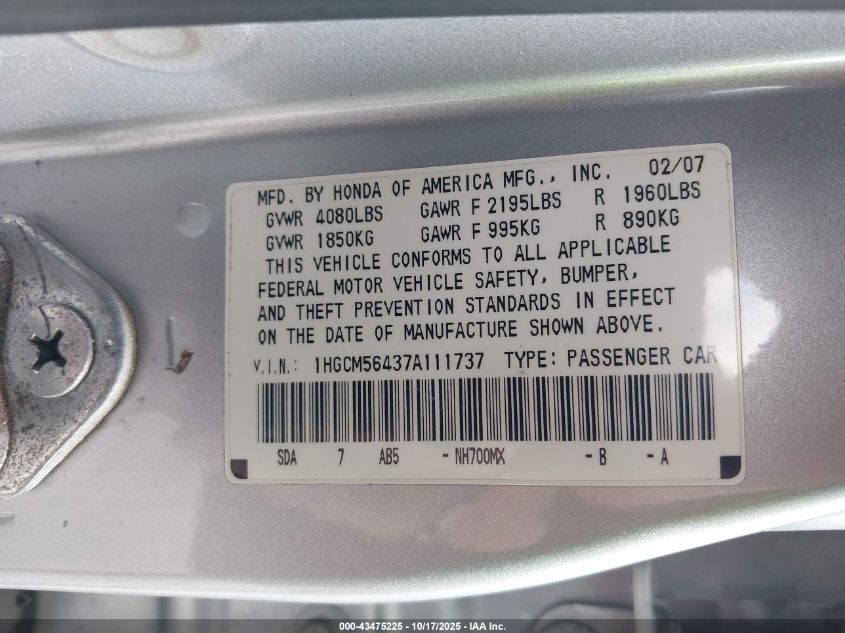 MFD. BY HONDA OF AMERICA MFG., INC. 02/07
GVWR 4080LBS GAWR F 2195LBS R 1960LBS
GVWR 1850KG GAWR F 995KG R 890KG
THIS VEHICLE CONFORMS TO ALL APPLICABLE
FEDERAL MOTOR VEHICLE SAFETY, BUMPER,
AND THEFT PREVENTION STANDARDS IN EFFECT
ON THE DATE OF MANUFACTURE SHOWN ABOVE.
V.I.N.: 1HGCM56437A111737 TYPE: PASSENGER CAR
SDA 7 AB5 - NH700MX - B - A
000-43475225 - 10/17/2025 - IAA Inc.